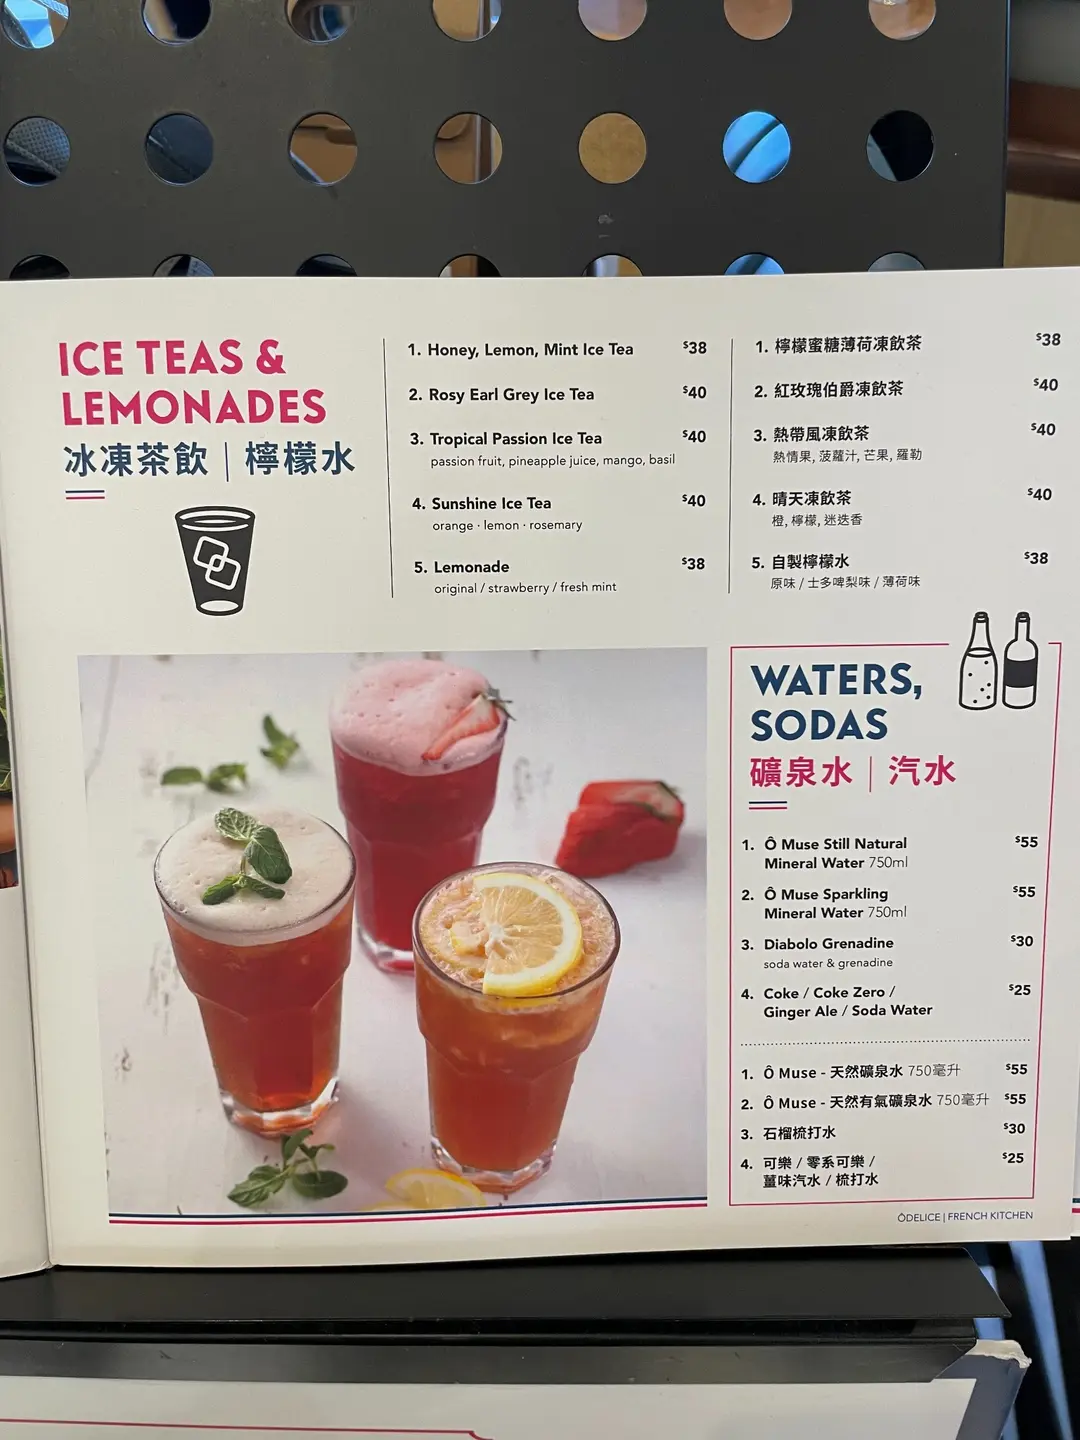 ICE TEAS &
LEMONADES
冰凍茶飲 | 檸檬水
1. Honey, Lemon, Mint Ice Tea $38
2. Rosy Earl Grey Ice Tea $40
3. Tropical Passion Ice Tea $40
passion fruit, pineapple juice, mango, basil
4. Sunshine Ice Tea $40
orange · lemon · rosemary
5. Lemonade $38
original / strawberry / fresh mint
1. 檸檬蜜糖薄荷凍飲茶 $38
2. 紅玫瑰伯爵凍飲茶 $40
3. 熱帶風凍飲茶 $40
熱情果, 菠蘿汁, 芒果, 羅勒
4. 晴天凍飲茶 $40
橙, 檸檬, 迷迭香
5. 自製檸檬水 $38
原味 / 士多啤梨味 / 薄荷味
WATERS,
SODAS
礦泉水 | 汽水
1. Ô Muse Still Natural $55
Mineral Water 750ml
2. Ô Muse Sparkling $55
Mineral Water 750ml
3. Diabolo Grenadine $30
soda water & grenadine
4. Coke / Coke Zero / $25
Ginger Ale / Soda Water
1. Ô Muse - 天然礦泉水 750毫升 $55
2. Ô Muse - 天然有氣礦泉水 750毫升 $55
3. 石榴梳打水 $30
4. 可樂 / 零系可樂 / $25
薑味汽水 / 梳打水
ÔDELICE | FRENCH KITCHEN